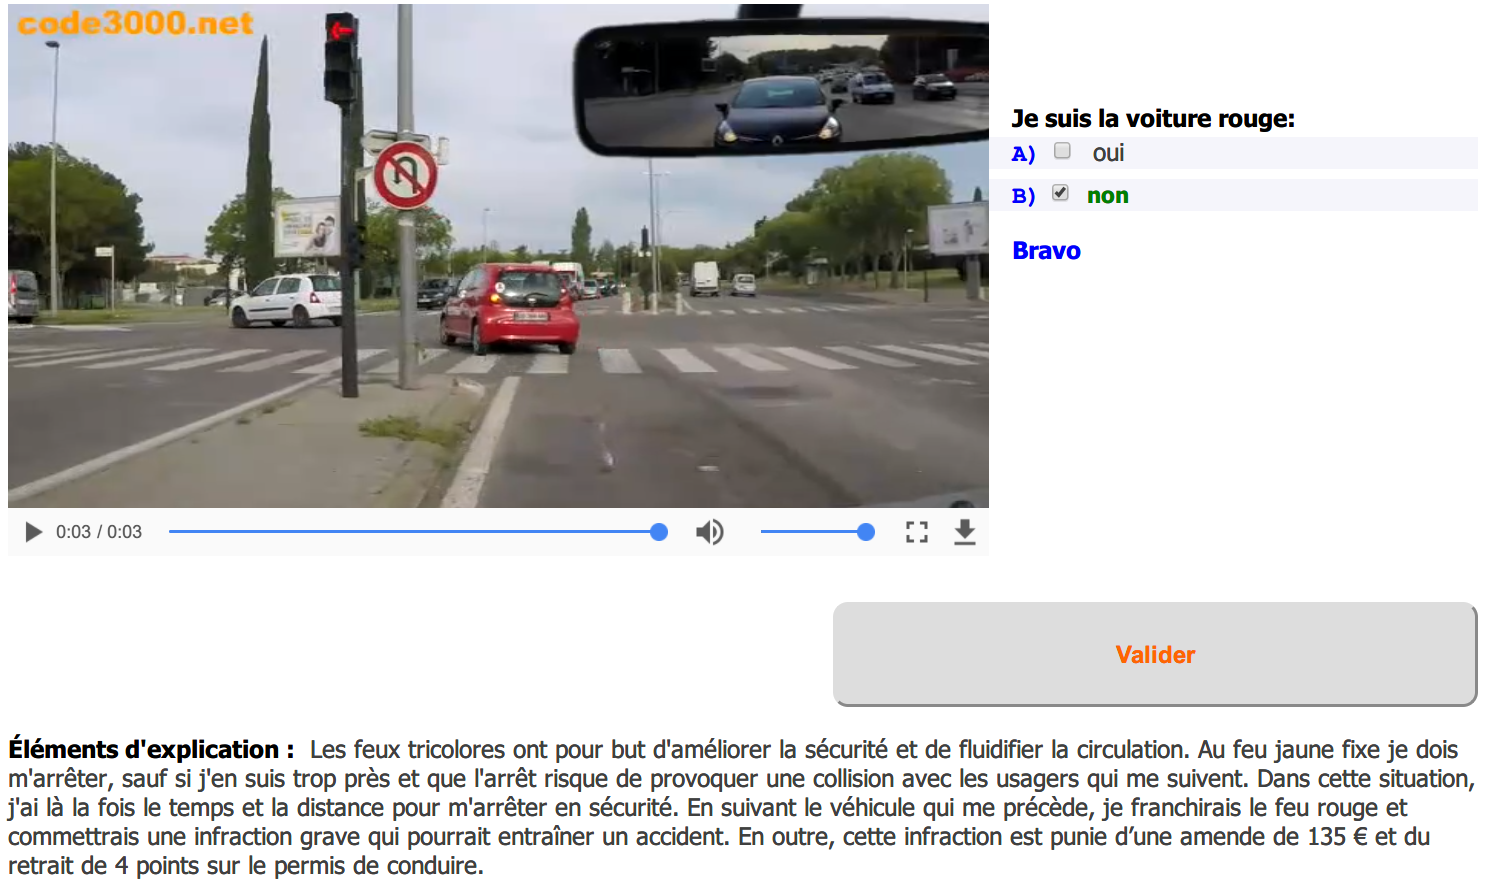 code3000.net
Je suis la voiture rouge:
A) oui
B) non
Bravo
0:03 / 0:03
Valider
Éléments d'explication : Les feux tricolores ont pour but d'améliorer la sécurité et de fluidifier la circulation. Au feu jaune fixe je dois
m'arrêter, sauf si j'en suis trop près et que l'arrêt risque de provoquer une collision avec les usagers qui me suivent. Dans cette situation,
j'ai là la fois le temps et la distance pour m'arrêter en sécurité. En suivant le véhicule qui me précède, je franchirais le feu rouge et
commettrais une infraction grave qui pourrait entraîner un accident. En outre, cette infraction est punie d’une amende de 135 € et du
retrait de 4 points sur le permis de conduire.